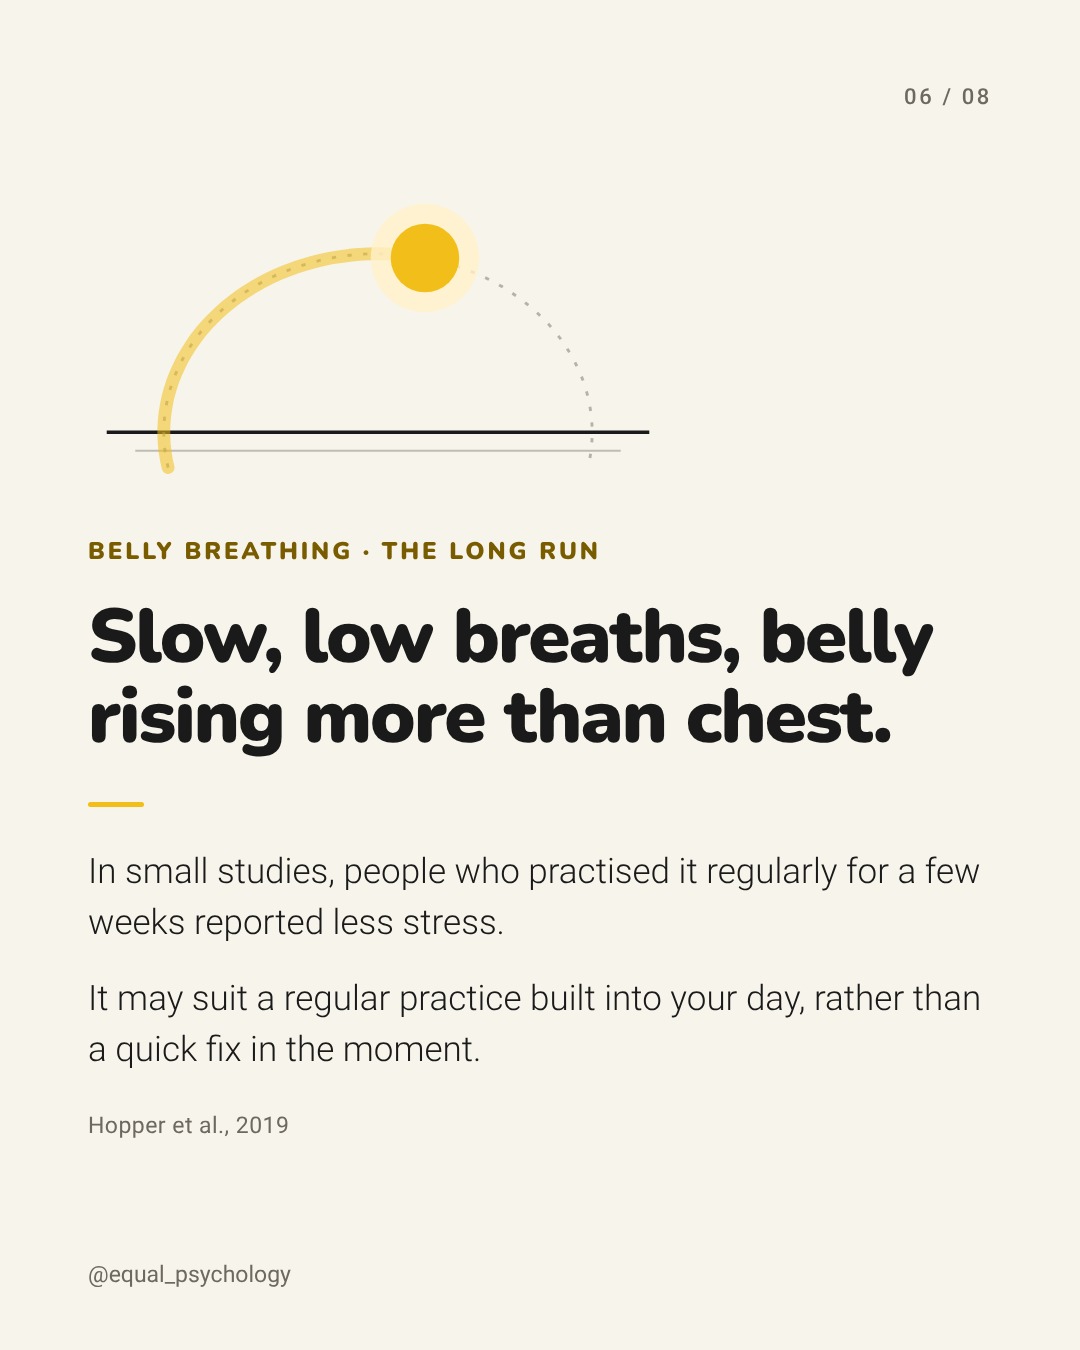 06 / 08
BELLY BREATHING · THE LONG RUN
Slow, low breaths, belly
rising more than chest.
In small studies, people who practised it regularly for a few
weeks reported less stress.
It may suit a regular practice built into your day, rather than
a quick fix in the moment.
Hopper et al., 2019
@equal_psychology